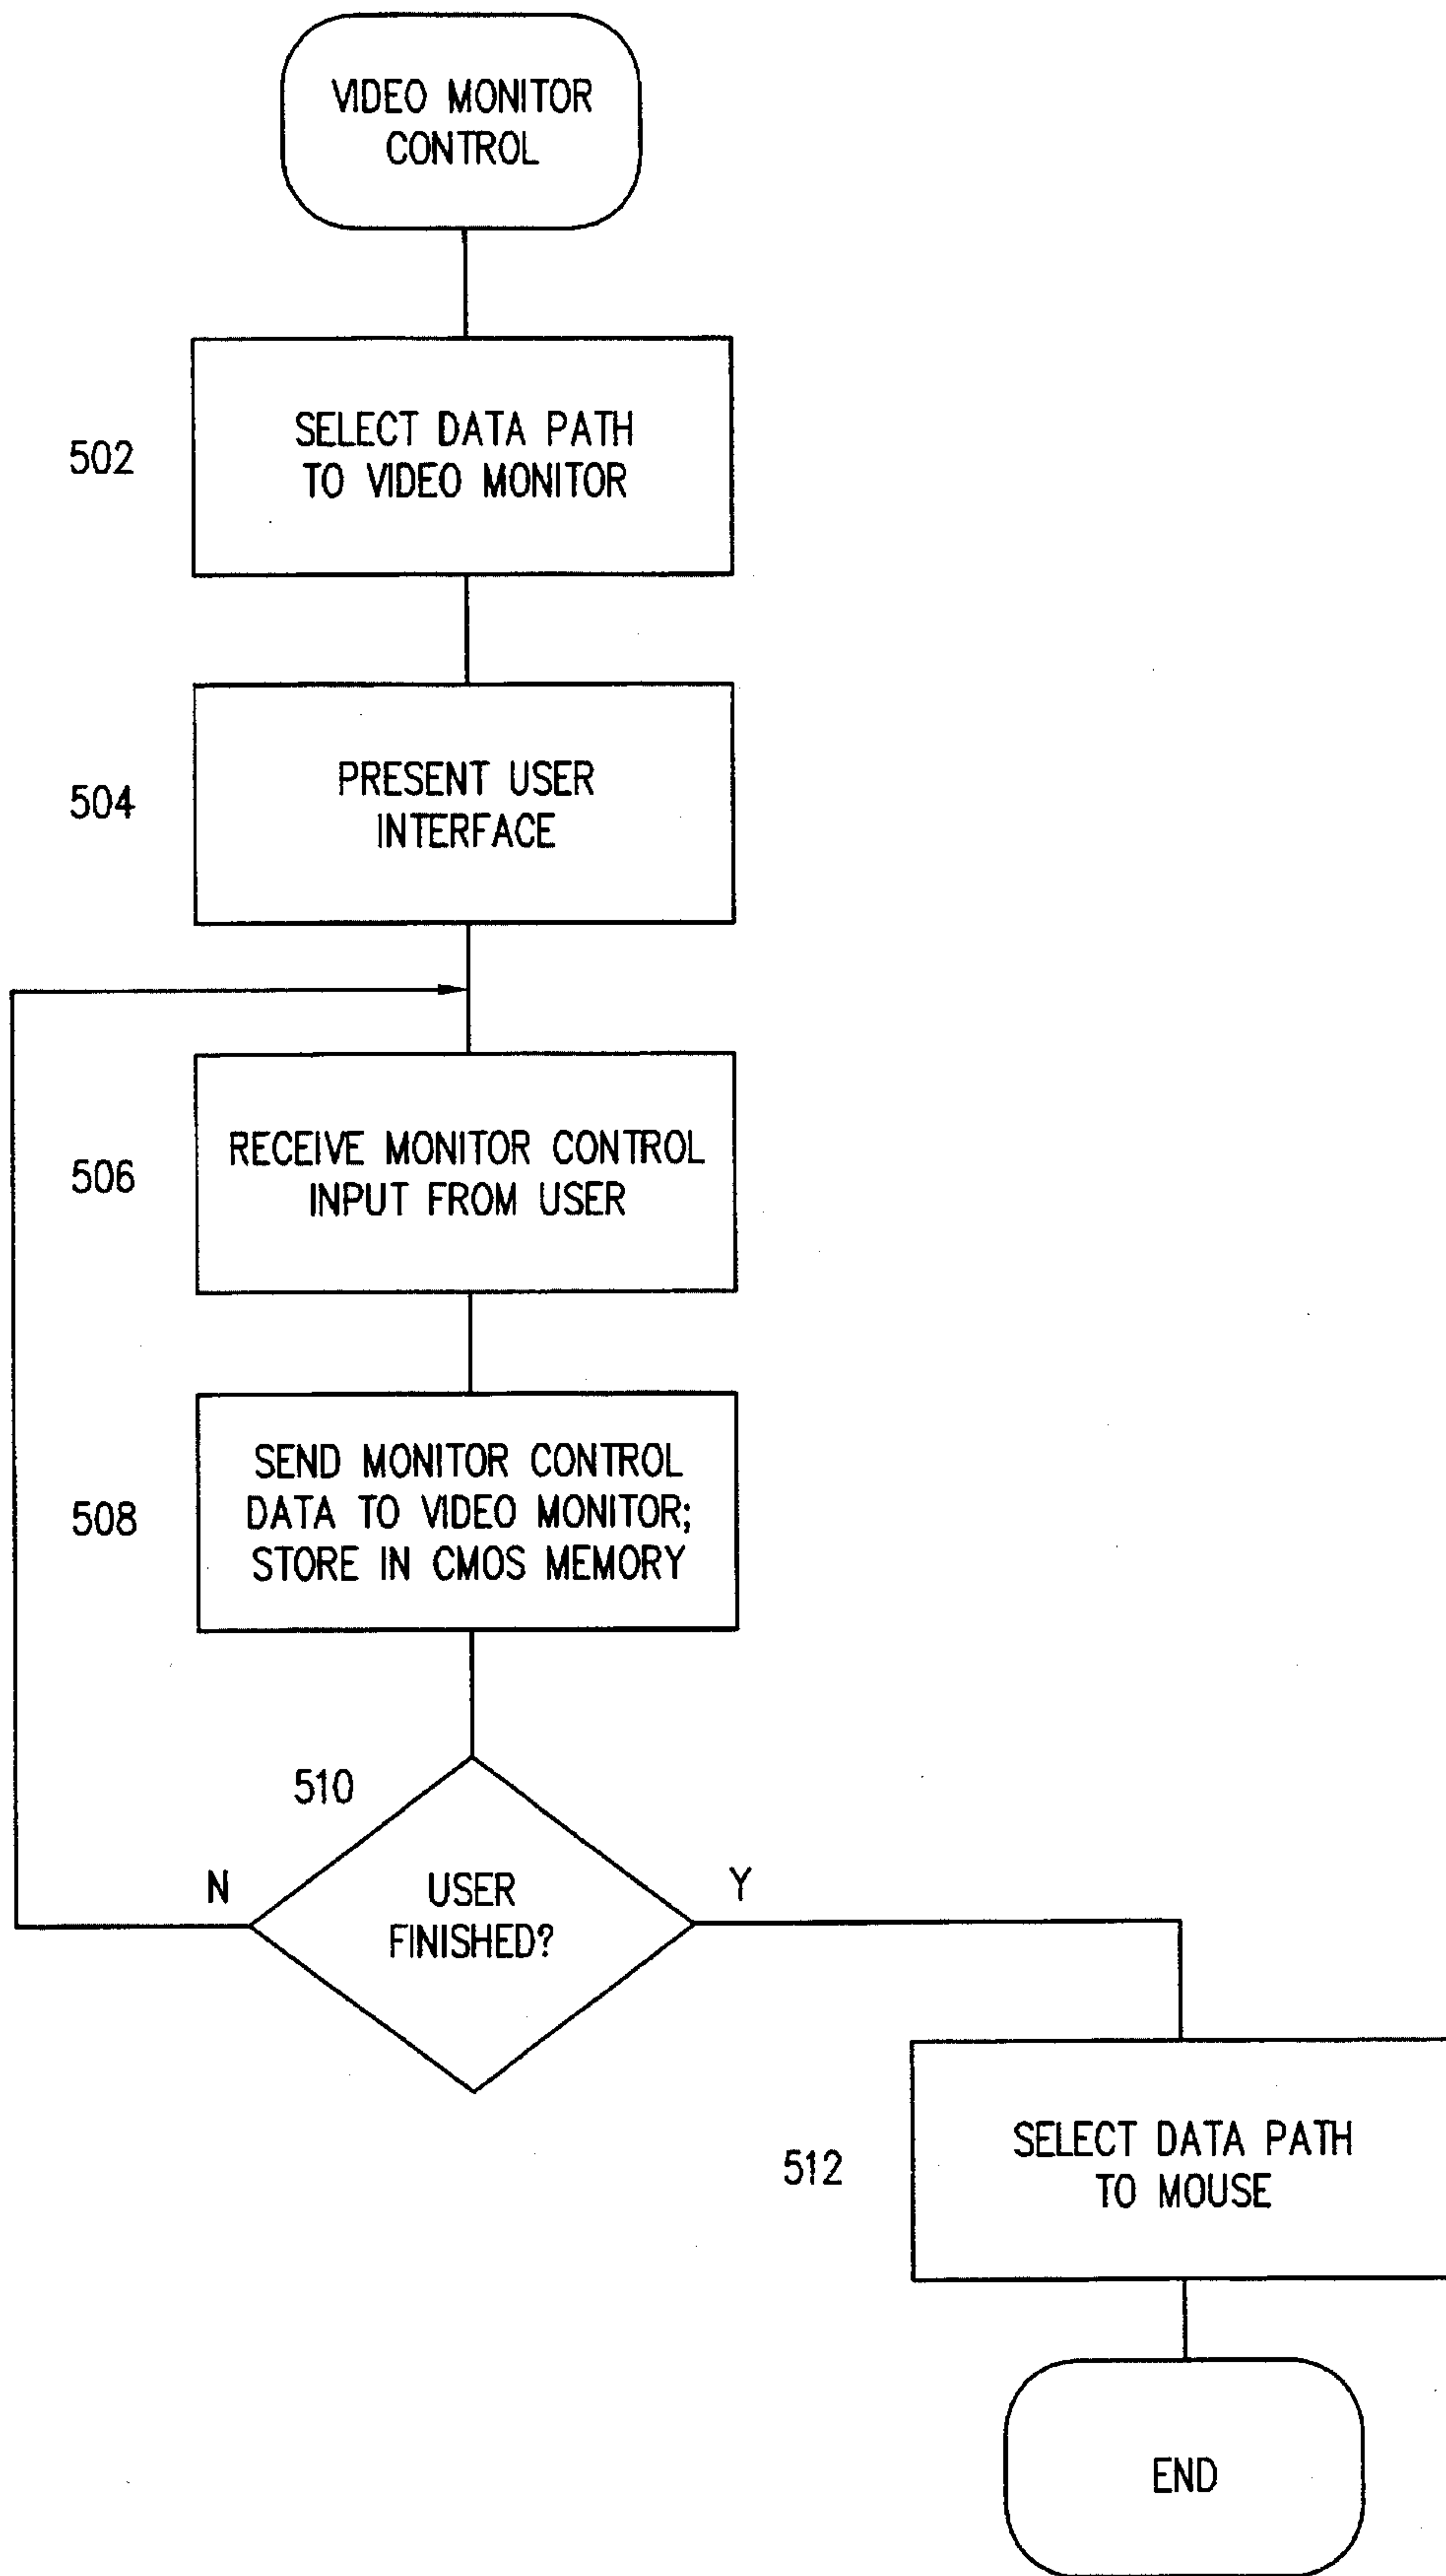 VIDEO MONITOR
CONTROL
502
SELECT DATA PATH
TO VIDEO MONITOR
504
PRESENT USER
INTERFACE
506
RECEIVE MONITOR CONTROL
INPUT FROM USER
508
SEND MONITOR CONTROL
DATA TO VIDEO MONITOR;
STORE IN CMOS MEMORY
510
N
USER
FINISHED?
Y
512
SELECT DATA PATH
TO MOUSE
END